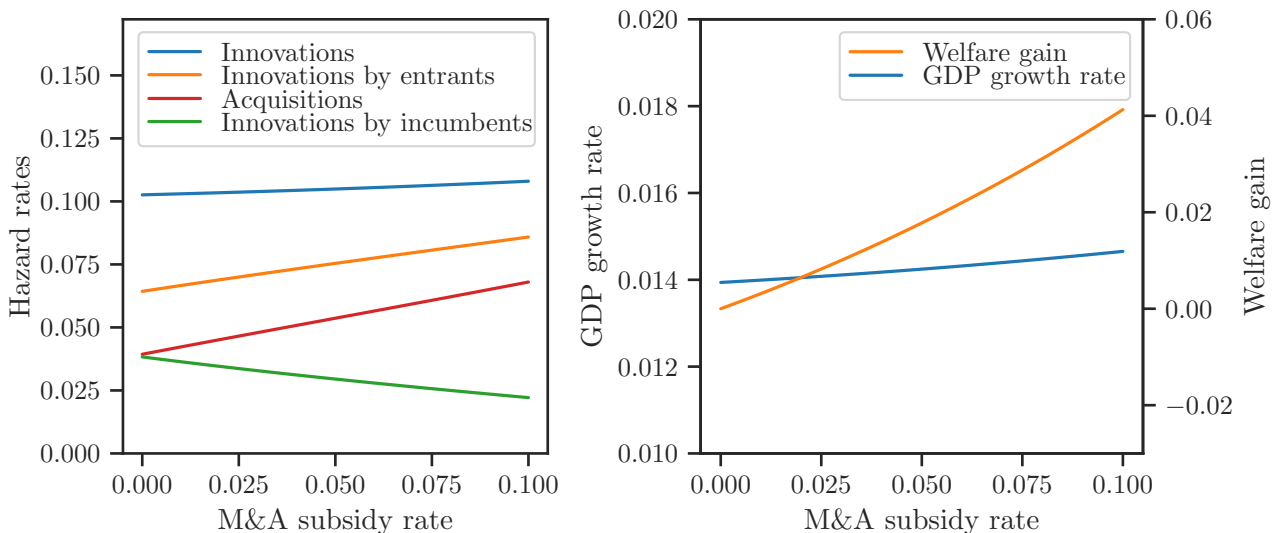 Innovations
Innovations by entrants
Acquisitions
Innovations by incumbents
0.150
0.125
0.100
0.075
0.050
0.025
0.000
Hazard rates
0.000 0.025 0.050 0.075 0.100
M&A subsidy rate
Welfare gain
GDP growth rate
0.020
0.018
0.016
0.014
0.012
0.010
GDP growth rate
0.06
0.04
0.02
0.00
−0.02
Welfare gain
0.000 0.025 0.050 0.075 0.100
M&A subsidy rate